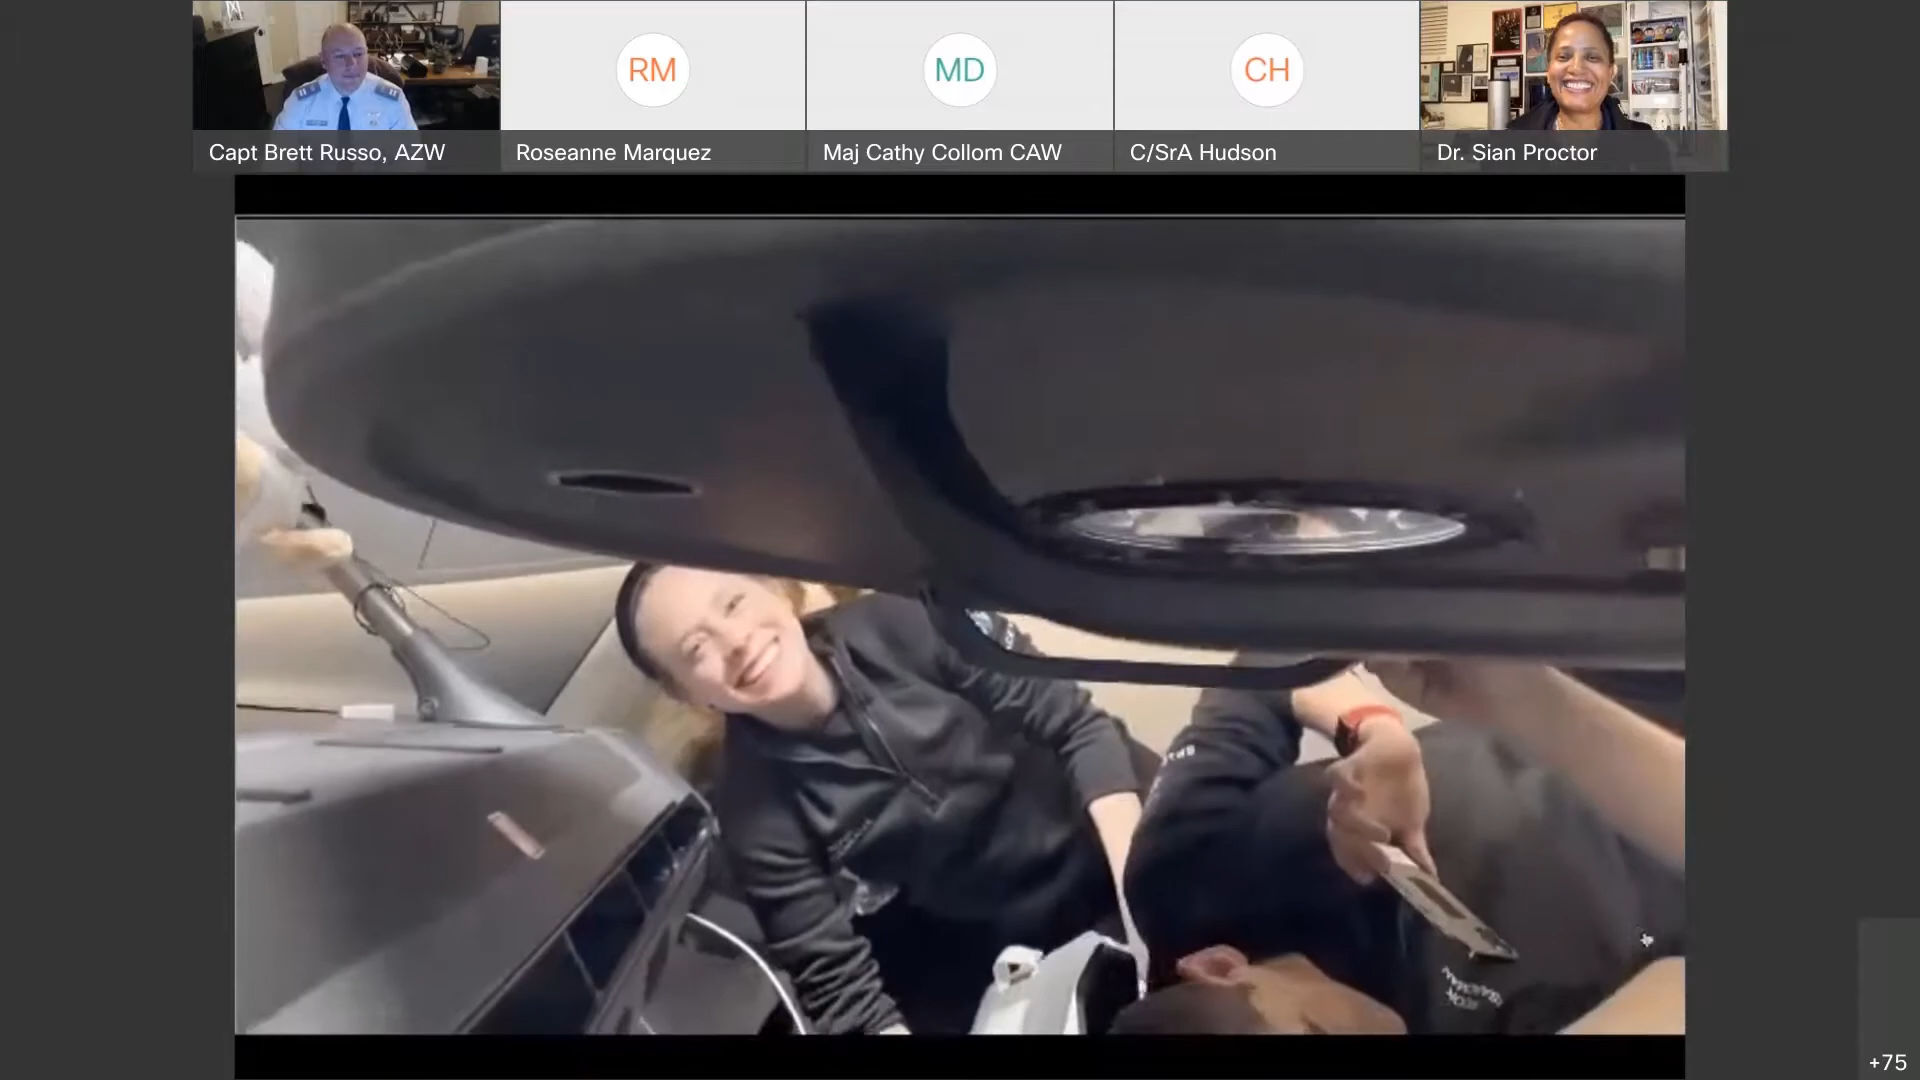 RM
MD
CH
Capt Brett Russo, AZW
Roseanne Marquez
Maj Cathy Collom CAW
C/SrA Hudson
Dr. Sian Proctor
+75